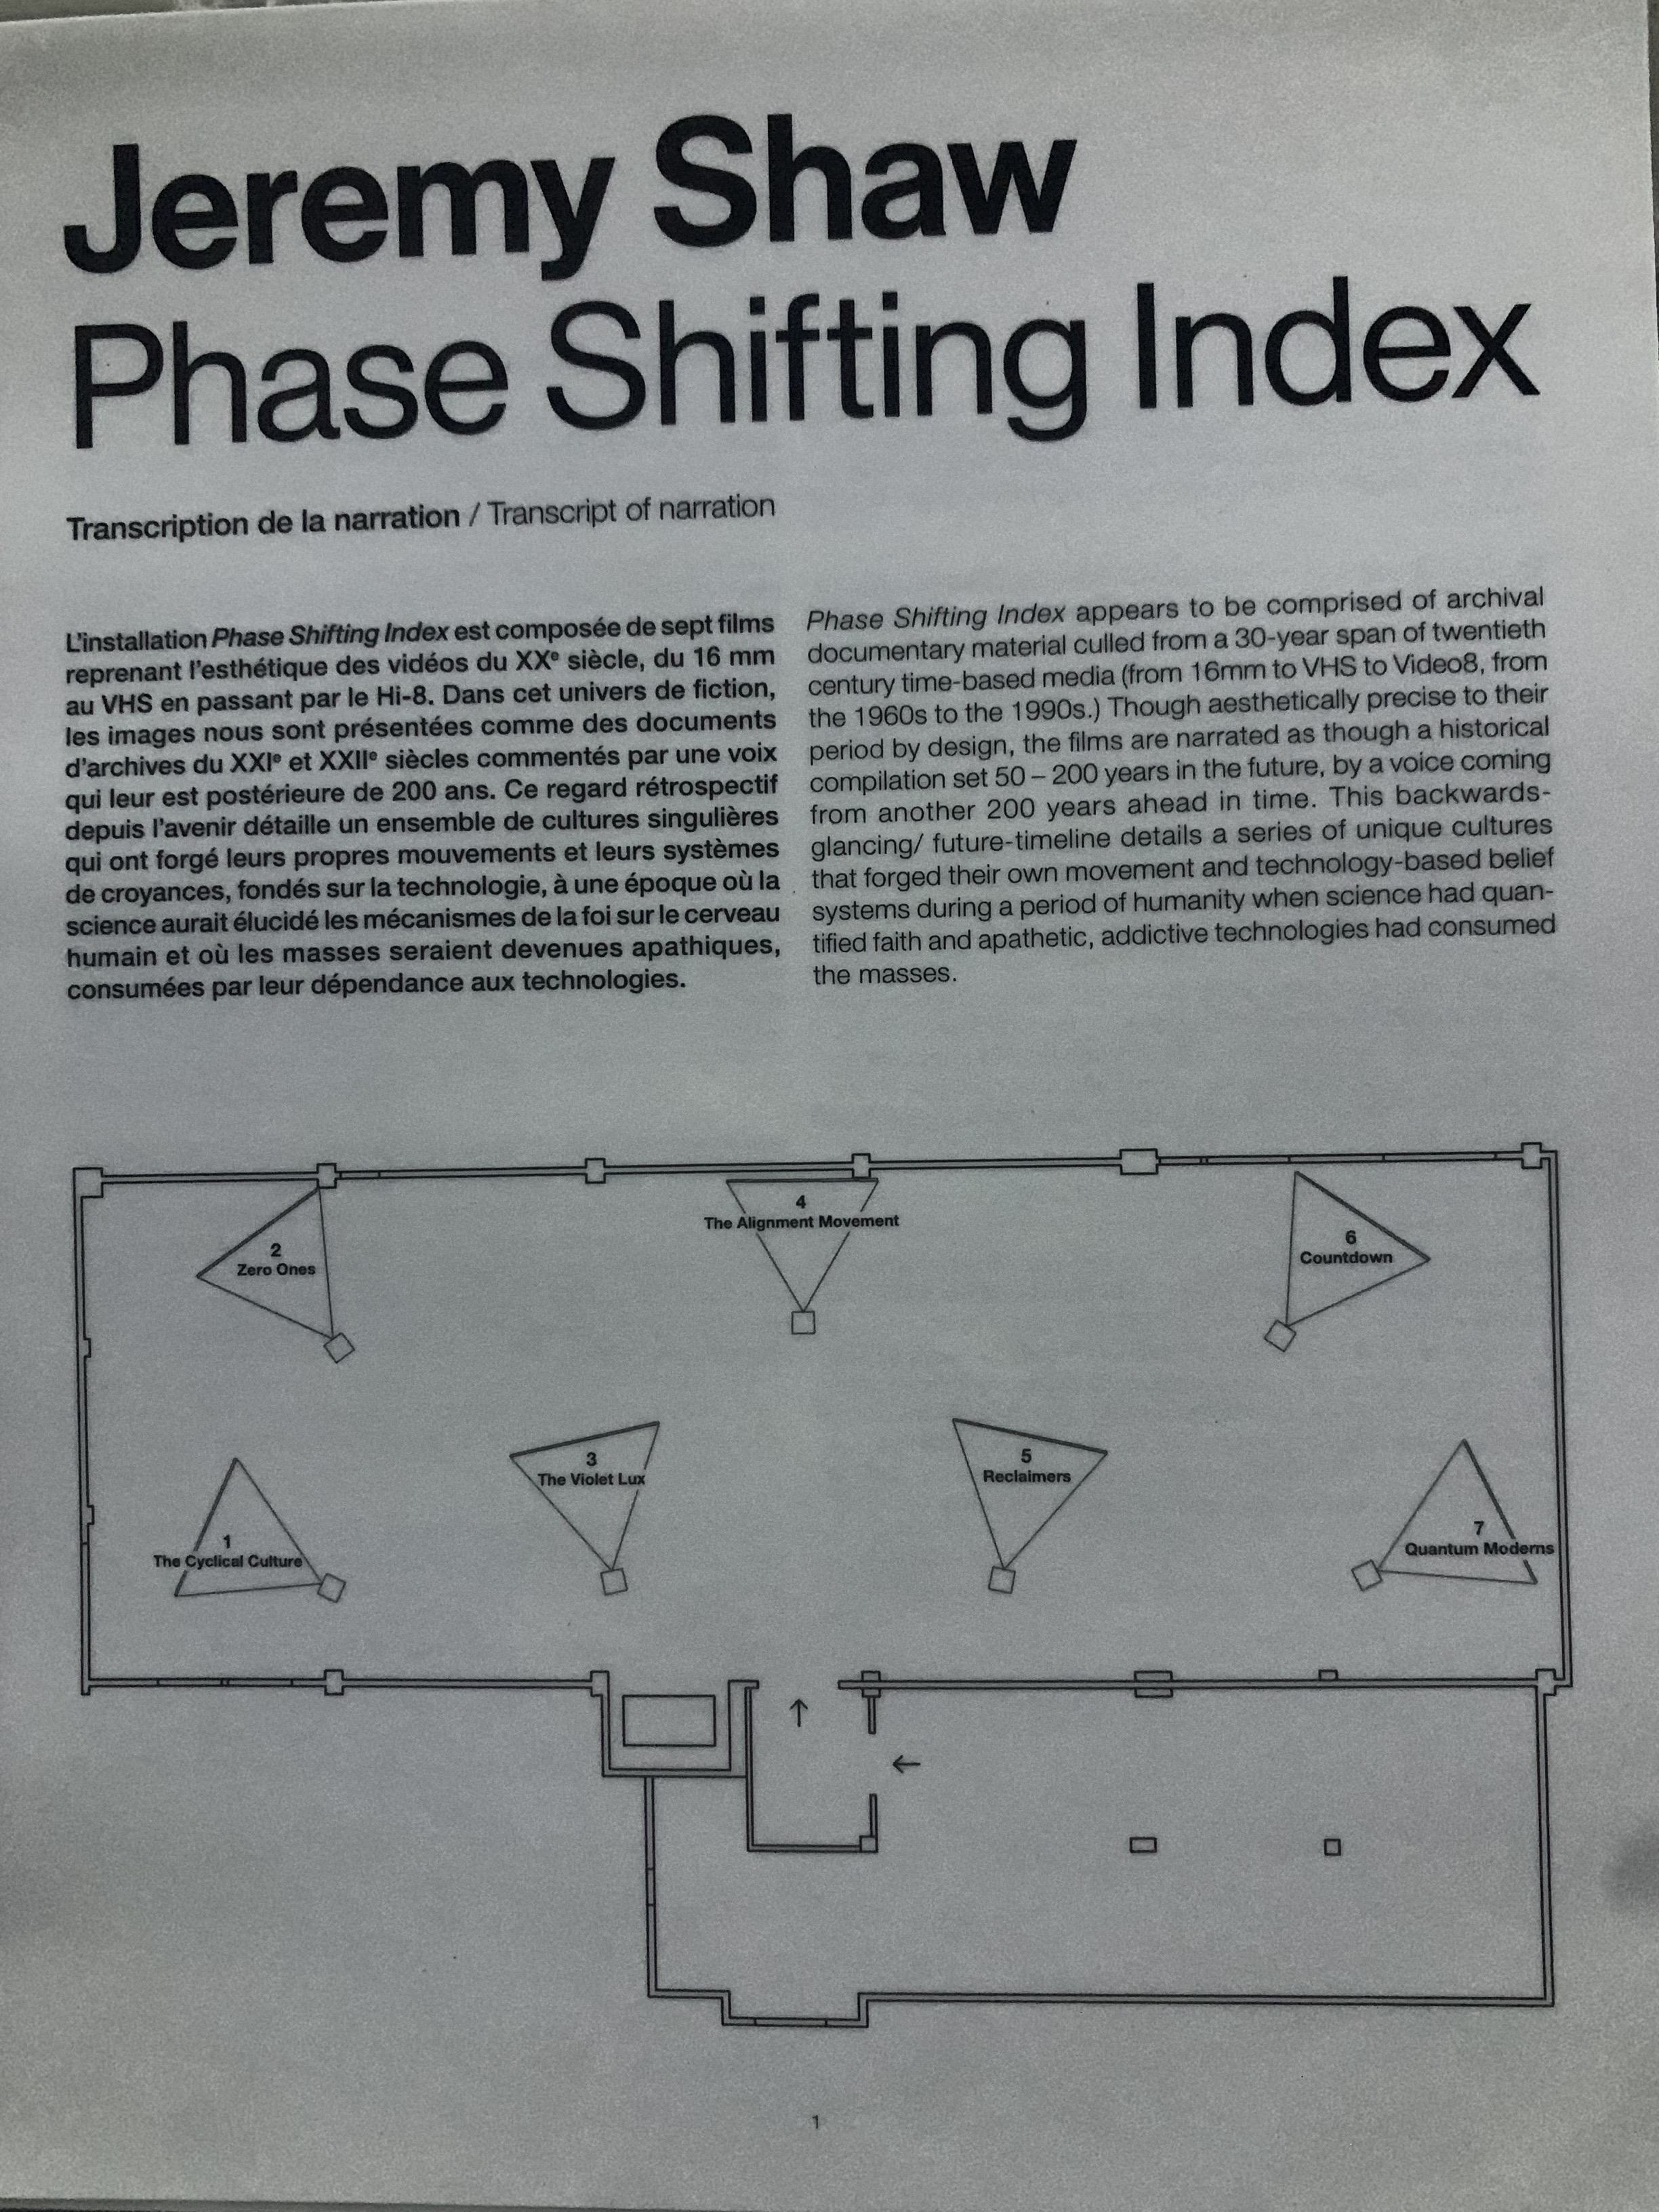 Jeremy Shaw
Phase Shifting Index
Transcription de la narration / Transcript of narration
L'installation Phase Shifting Index est composée de sept films
reprenant l'esthétique des vidéos du XXe siècle, du 16 mm
au VHS en passant par le Hi-8. Dans cet univers de fiction,
les images nous sont présentées comme des documents
d'archives du XXIe et XXIIe siècles commentés par une voix
qui leur est postérieure de 200 ans. Ce regard rétrospectif
depuis l'avenir détaille un ensemble de cultures singulières
qui ont forgé leurs propres mouvements et leurs systèmes
de croyances, fondés sur la technologie, à une époque où la
science aurait élucidé les mécanismes de la foi sur le cerveau
humain et où les masses seraient devenues apathiques,
consumées par leur dépendance aux technologies.
Phase Shifting Index appears to be comprised of archival
documentary material culled from a 30-year span of twentieth
century time-based media (from 16mm to VHS to Video8, from
the 1960s to the 1990s.) Though aesthetically precise to their
period by design, the films are narrated as though a historical
compilation set 50 – 200 years in the future, by a voice coming
from another 200 years ahead in time. This backwards-
glancing/ future-timeline details a series of unique cultures
that forged their own movement and technology-based belief
systems during a period of humanity when science had quan-
tified faith and apathetic, addictive technologies had consumed
the masses.
4
The Alignment Movement
2
Zero Ones
6
Countdown
3
The Violet Lux
5
Reclaimers
1
The Cyclical Culture
7
Quantum Moderns
1